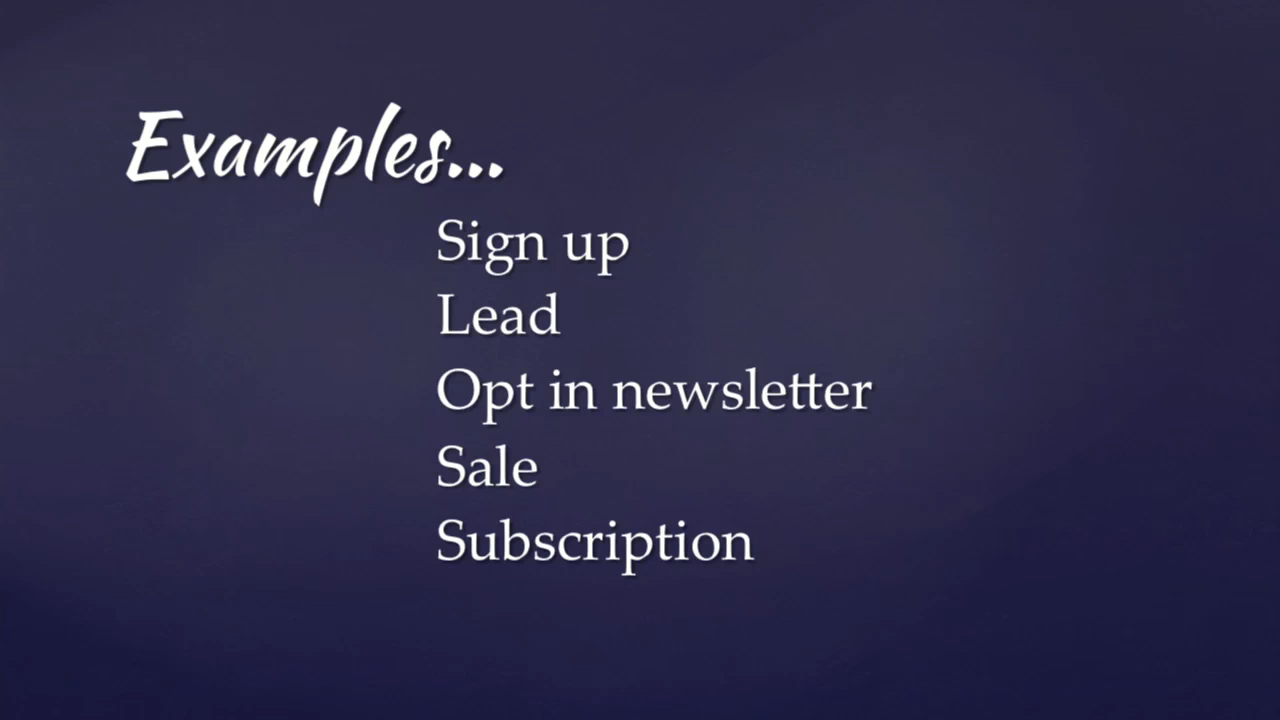 Examples...
Sign up
Lead
Opt in newsletter
Sale
Subscription